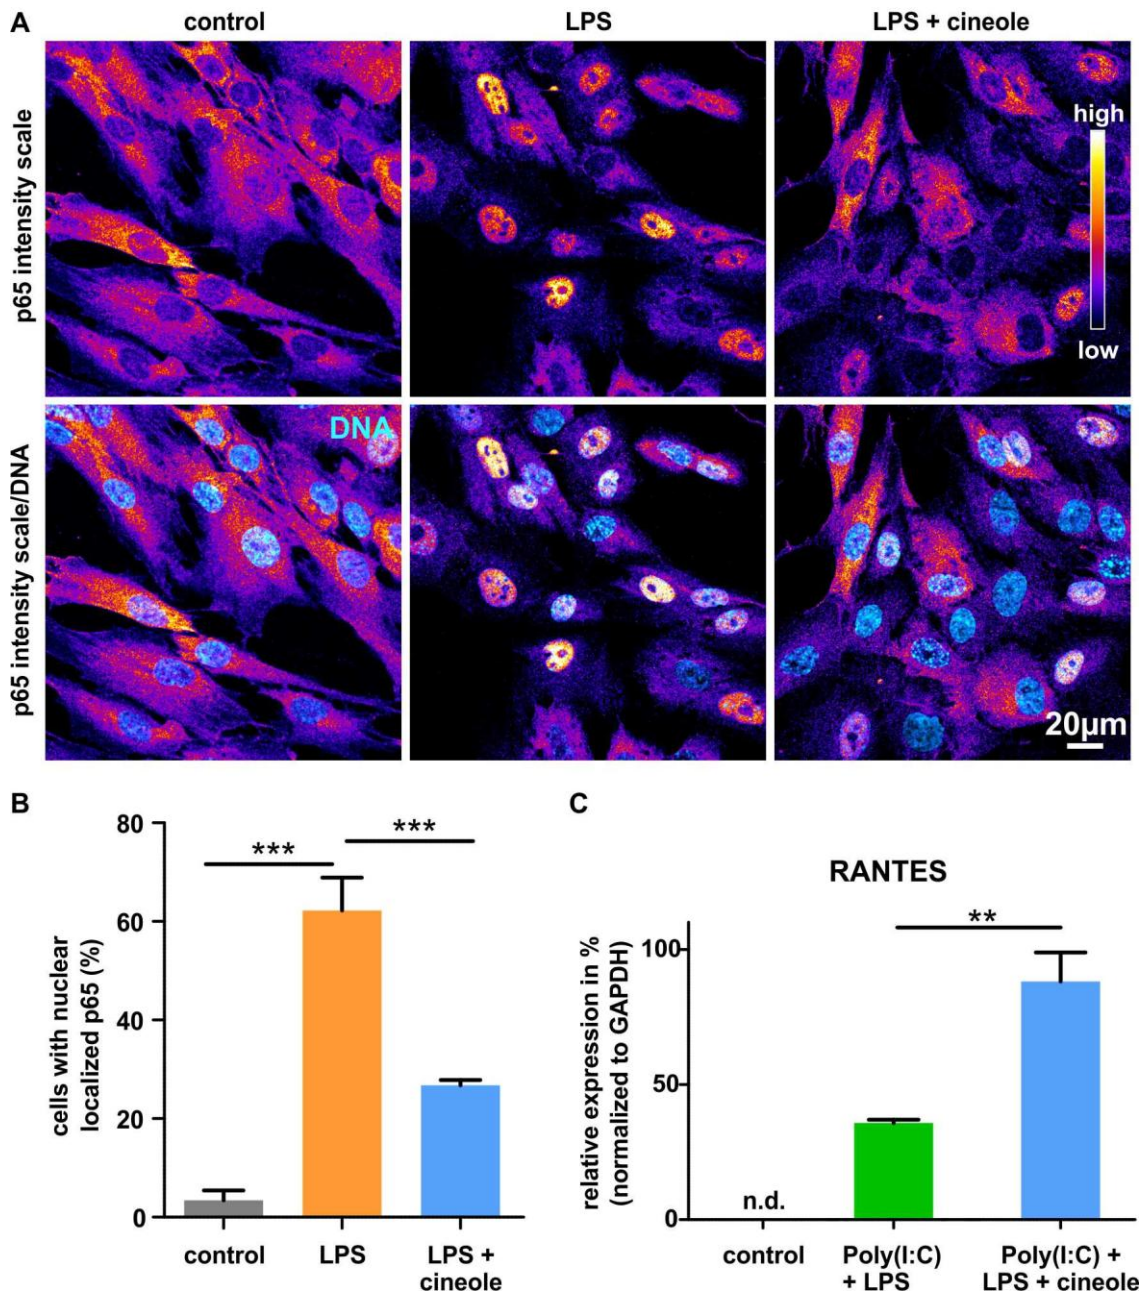 A
control
LPS
LPS + cineole
p65 intensity scale
high
low
p65 intensity scale/DNA
DNA
20µm
B
cells with nuclear
localized p65 (%)
80
60
40
20
0
***
***
control
LPS
LPS +
cineole
C
RANTES
relative expression in %
(normalized to GAPDH)
100
50
0
**
n.d.
control
Poly(I:C)
+ LPS
Poly(I:C) +
LPS + cineole